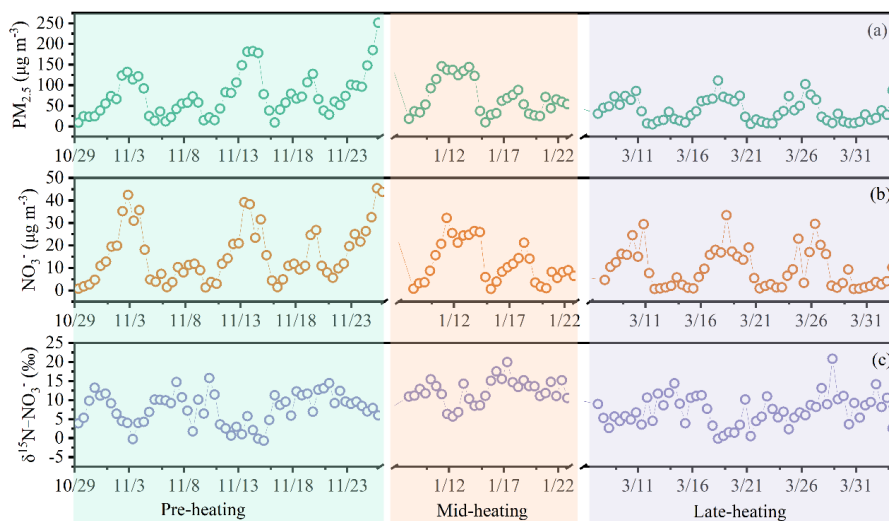 (a)
PM2.5 (μg m-3)
250
200
150
100
50
0
10/29 11/3 11/8 11/13 11/18 11/23 1/12 1/17 1/22 3/11 3/16 3/21 3/26 3/31
(b)
NO3- (μg m-3)
50
40
30
20
10
0
10/29 11/3 11/8 11/13 11/18 11/23 1/12 1/17 1/22 3/11 3/16 3/21 3/26 3/31
(c)
δ15N-NO3- (‰)
25
20
15
10
5
0
-5
10/29 11/3 11/8 11/13 11/18 11/23 1/12 1/17 1/22 3/11 3/16 3/21 3/26 3/31
Pre-heating Mid-heating Late-heating